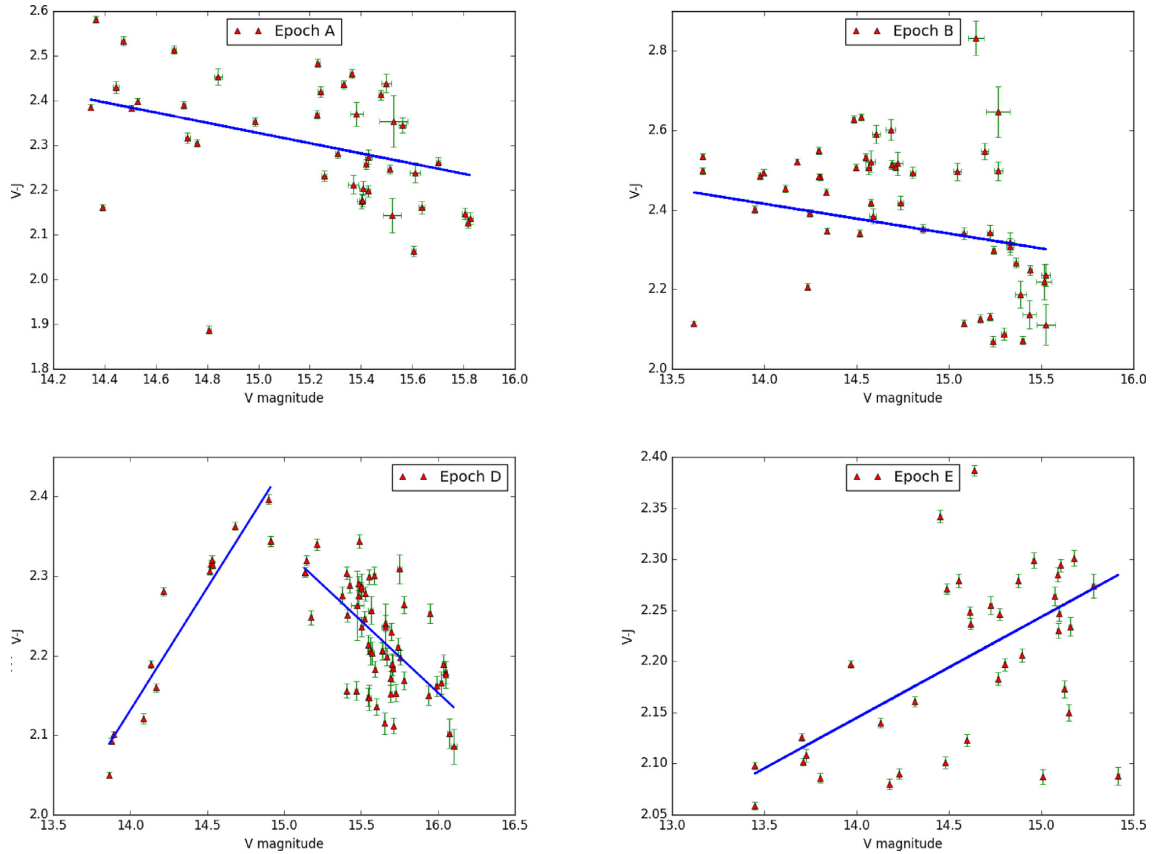 2.6
2.5
2.4
2.3
2.2
2.1
2.0
1.9
1.8
14.2 14.4 14.6 14.8 15.0 15.2 15.4 15.6 15.8 16.0
V magnitude
Epoch A
V-J
2.8
2.6
2.4
2.2
2.0
13.5 14.0 14.5 15.0 15.5 16.0
V magnitude
Epoch B
V-J
2.4
2.3
2.2
2.1
2.0
13.5 14.0 14.5 15.0 15.5 16.0 16.5
V magnitude
Epoch D
V-J
2.40
2.35
2.30
2.25
2.20
2.15
2.10
2.05
13.0 13.5 14.0 14.5 15.0 15.5
V magnitude
Epoch E